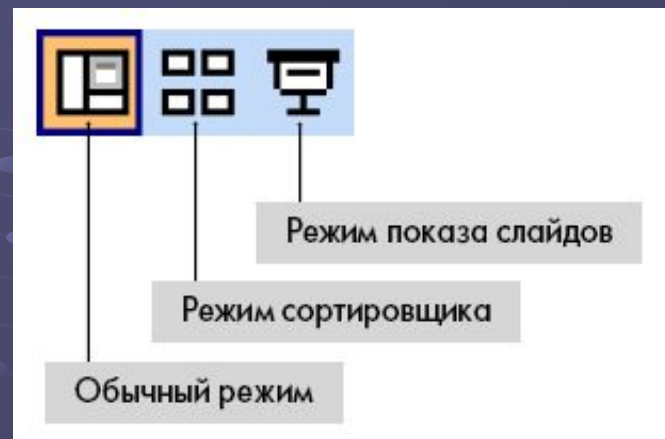 Режим показа слайдов
Режим сортировщика
Обычный режим